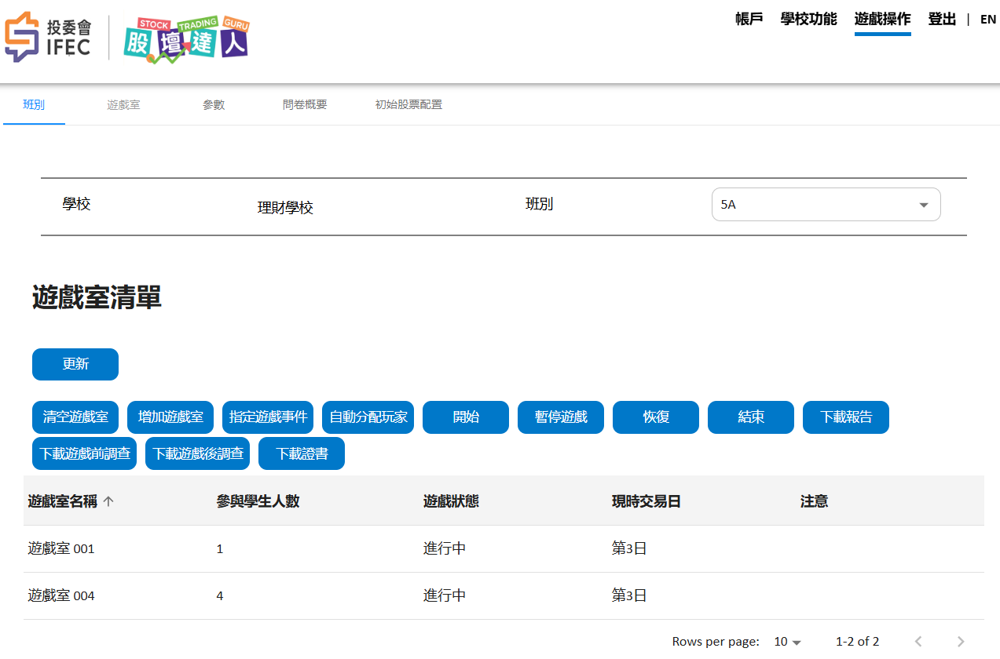 投委會
IFEC
STOCK TRADING GURU
股壇達人
帳戶 學校功能 遊戲操作 登出 | EN
班別 遊戲室 參數 問卷概要 初始股票配置
學校 理財學校 班別 5A
遊戲室清單
更新
清空遊戲室 增加遊戲室 指定遊戲事件 自動分配玩家 開始 暫停遊戲 恢復 結束 下載報告
下載遊戲前調查 下載遊戲後調查 下載證書
遊戲室名稱 ↑ 參與學生人數 遊戲狀態 現時交易日 注意
遊戲室 001 1 進行中 第3日
遊戲室 004 4 進行中 第3日
Rows per page: 10 1-2 of 2